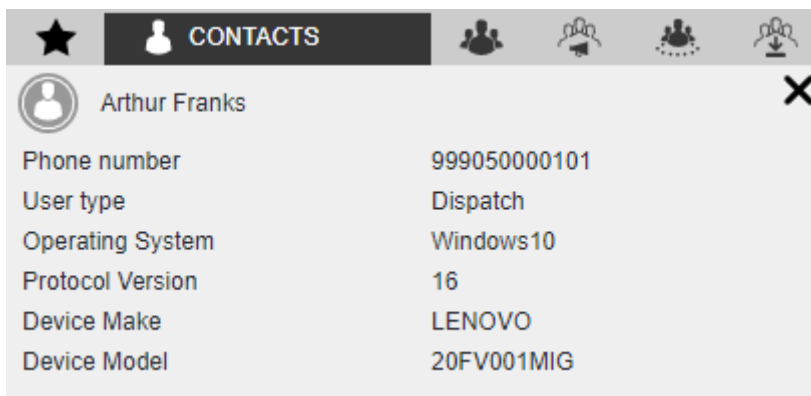 CONTACTS
Arthur Franks
Phone number 999050000101
User type Dispatch
Operating System Windows10
Protocol Version 16
Device Make LENOVO
Device Model 20FV001MIG